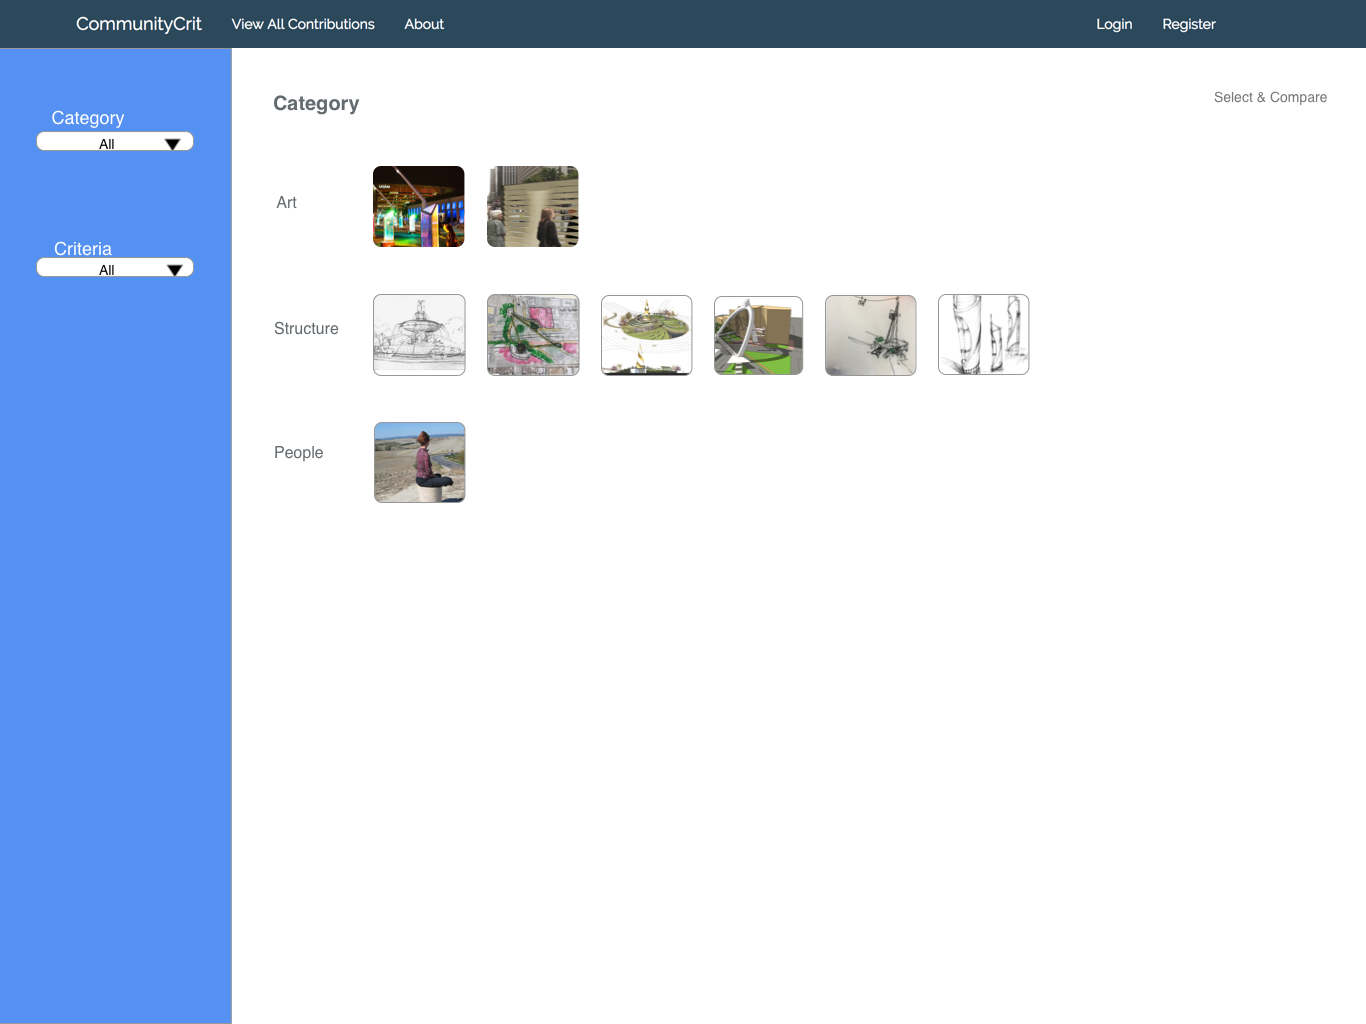 CommunityCrit View All Contributions About Login Register
Category
All
Criteria
All
Category
Select & Compare
Art
Structure
People